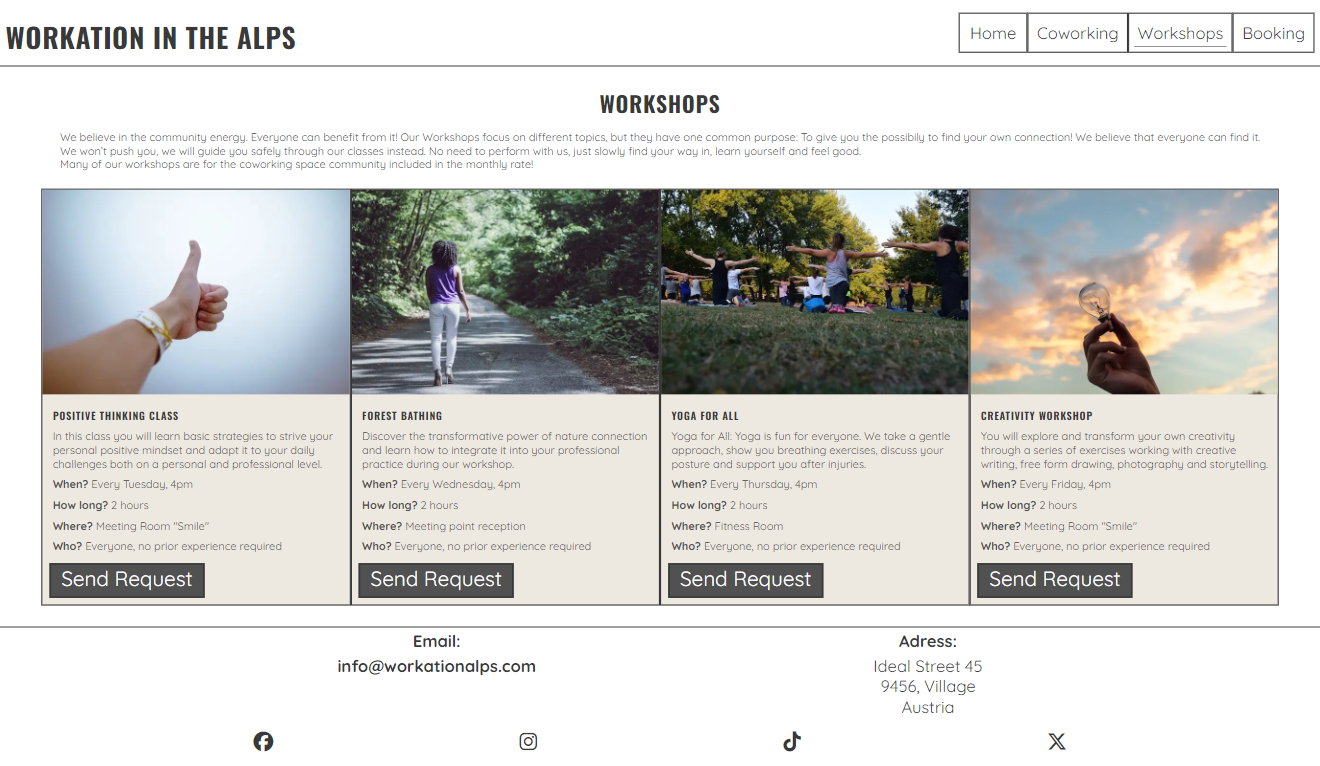 WORKATION IN THE ALPS
Home
Coworking
Workshops
Booking
WORKSHOPS
We believe in the community energy. Everyone can benefit from it! Our Workshops focus on different topics, but they have one common purpose: To give you the possibily to find your own connection! We believe that everyone can find it.
We won't push you, we will guide you safely through our classes instead. No need to perform with us, just slowly find your way in, learn yourself and feel good.
Many of our workshops are for the coworking space community included in the monthly rate!
POSITIVE THINKING CLASS
In this class you will learn basic strategies to strive your
personal positive mindset and adapt it to your daily
challenges both on a personal and professional level.
When? Every Tuesday, 4pm
How long? 2 hours
Where? Meeting Room "Smile"
Who? Everyone, no prior experience required
Send Request
FOREST BATHING
Discover the transformative power of nature connection
and learn how to integrate it into your professional
practice during our workshop.
When? Every Wednesday, 4pm
How long? 2 hours
Where? Meeting point reception
Who? Everyone, no prior experience required
Send Request
YOGA FOR ALL
Yoga for All: Yoga is fun for everyone. We take a gentle
approach, show you breathing exercises, discuss your
posture and support you after injuries.
When? Every Thursday, 4pm
How long? 2 hours
Where? Fitness Room
Who? Everyone, no prior experience required
Send Request
CREATIVITY WORKSHOP
You will explore and transform your own creativity
through a series of exercises working with creative
writing, free form drawing, photography and storytelling.
When? Every Friday, 4pm
How long? 2 hours
Where? Meeting Room "Smile"
Who? Everyone, no prior experience required
Send Request
Email:
info@workationalps.com
Adress:
Ideal Street 45
9456, Village
Austria